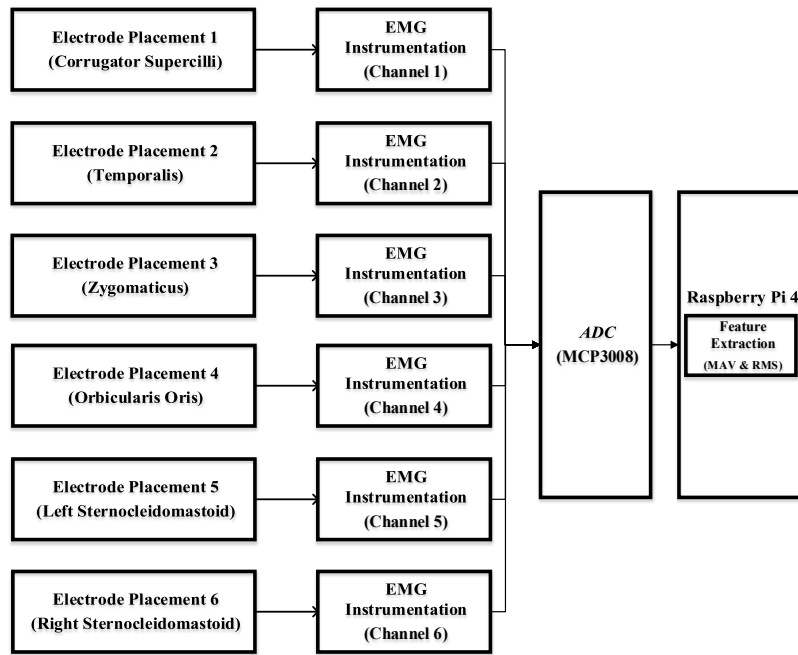 Electrode Placement 1
(Corrugator Supercilli)
EMG
Instrumentation
(Channel 1)
Electrode Placement 2
(Temporalis)
EMG
Instrumentation
(Channel 2)
Electrode Placement 3
(Zygomaticus)
EMG
Instrumentation
(Channel 3)
Electrode Placement 4
(Orbicularis Oris)
EMG
Instrumentation
(Channel 4)
Electrode Placement 5
(Left Sternocleidomastoid)
EMG
Instrumentation
(Channel 5)
Electrode Placement 6
(Right Sternocleidomastoid)
EMG
Instrumentation
(Channel 6)
ADC
(MCP3008)
Raspberry Pi 4
Feature
Extraction
(MAV & RMS)